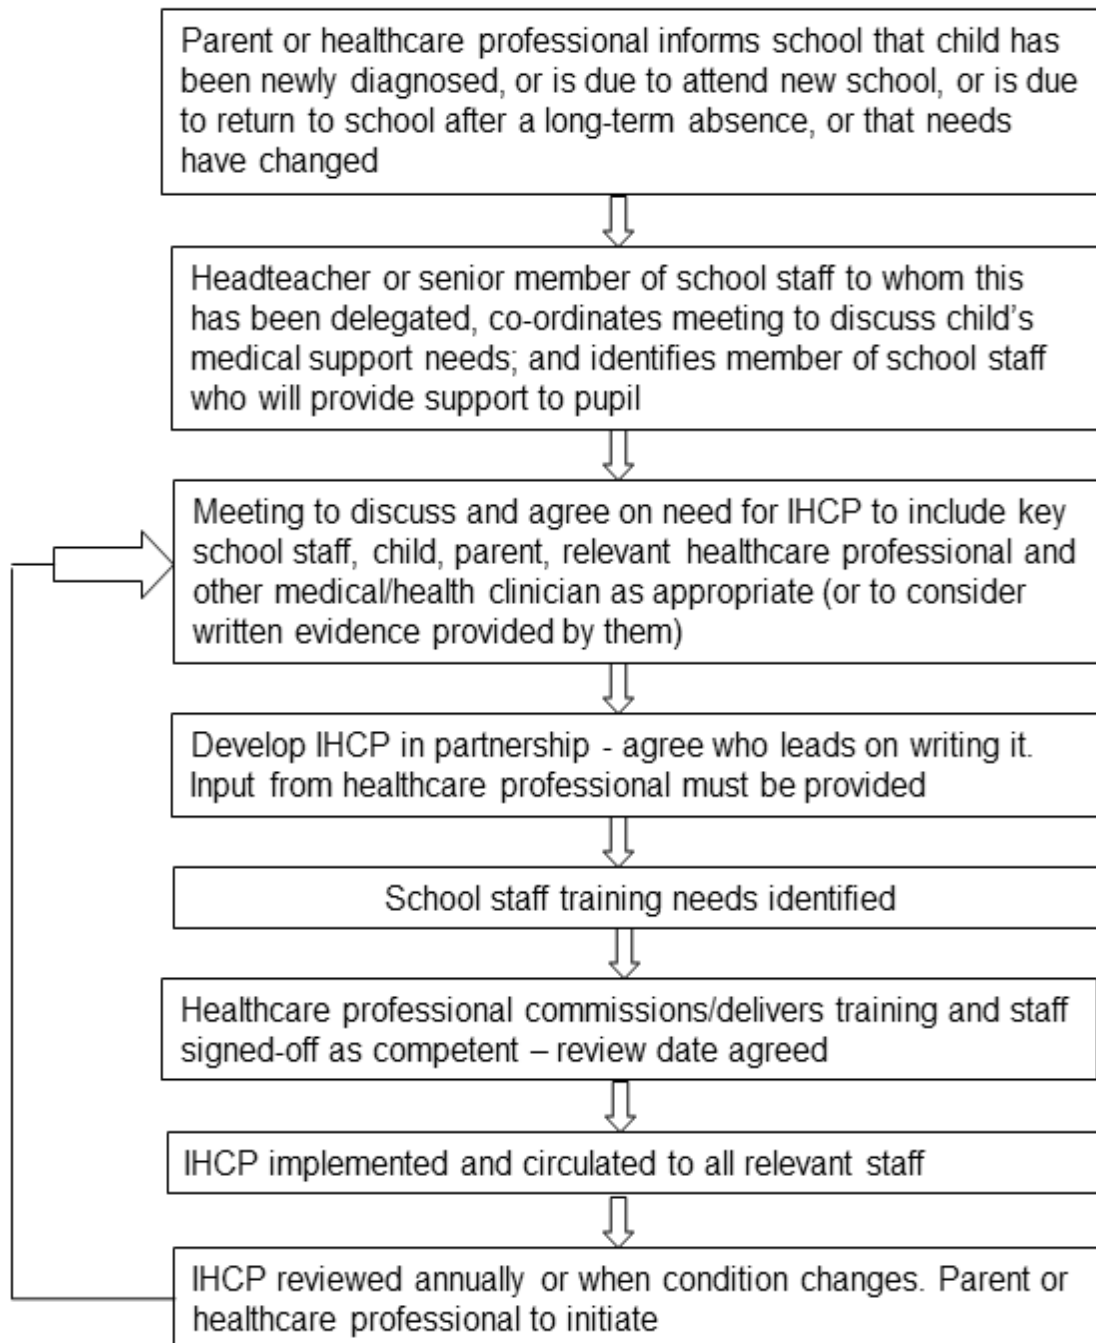 Parent or healthcare professional informs school that child has
been newly diagnosed, or is due to attend new school, or is due
to return to school after a long-term absence, or that needs
have changed
Headteacher or senior member of school staff to whom this
has been delegated, co-ordinates meeting to discuss child’s
medical support needs; and identifies member of school staff
who will provide support to pupil
Meeting to discuss and agree on need for IHCP to include key
school staff, child, parent, relevant healthcare professional and
other medical/health clinician as appropriate (or to consider
written evidence provided by them)
Develop IHCP in partnership - agree who leads on writing it.
Input from healthcare professional must be provided
School staff training needs identified
Healthcare professional commissions/delivers training and staff
signed-off as competent – review date agreed
IHCP implemented and circulated to all relevant staff
IHCP reviewed annually or when condition changes. Parent or
healthcare professional to initiate